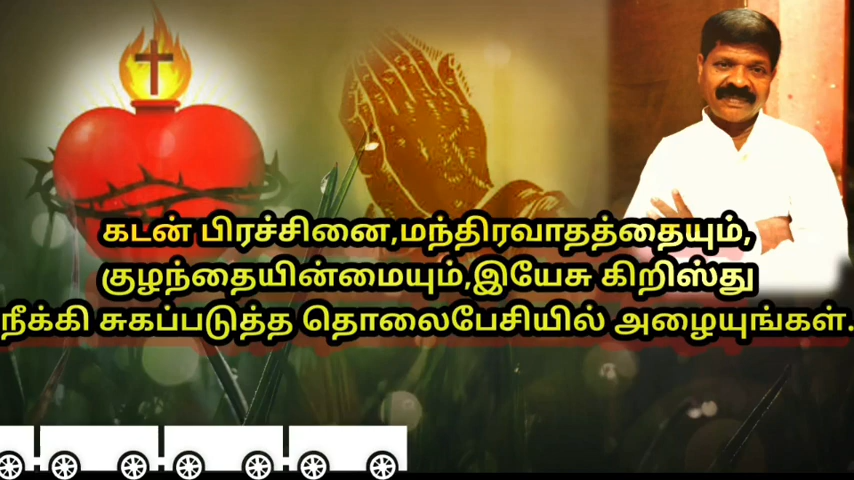 கடன் பிரச்சினை,மந்திரவாதத்தையும்,
குழந்தையின்மையும்,இயேசு கிறிஸ்து
நீக்கி சுகப்படுத்த தொலைபேசியில் அழையுங்கள்.